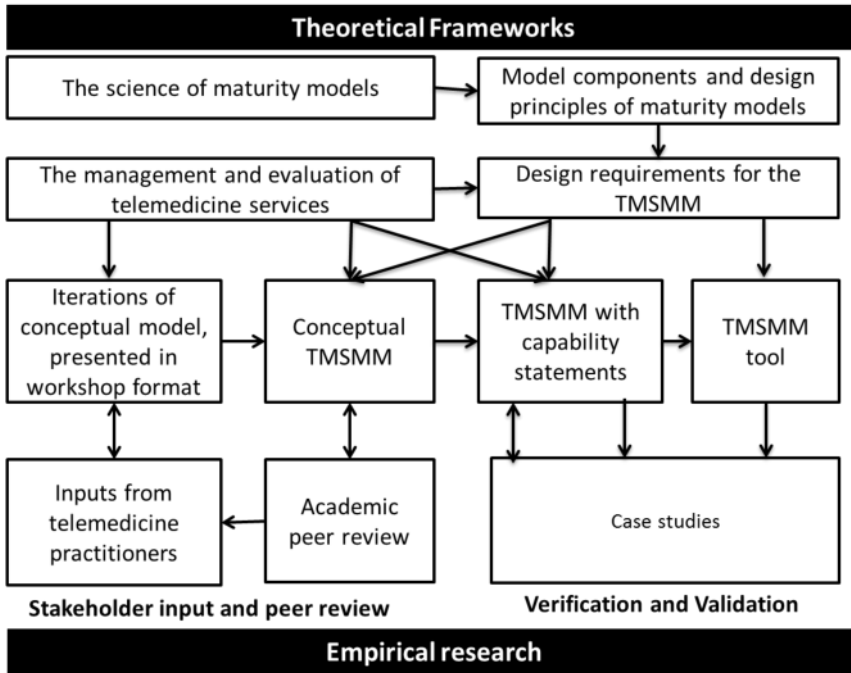 Theoretical Frameworks
The science of maturity models
Model components and design
principles of maturity models
The management and evaluation of
telemedicine services
Design requirements for the
TMSMM
Iterations of
conceptual model,
presented in
workshop format
Conceptual
TMSMM
TMSMM with
capability
statements
TMSMM
tool
Inputs from
telemedicine
practitioners
Academic
peer review
Case studies
Stakeholder input and peer review
Verification and Validation
Empirical research